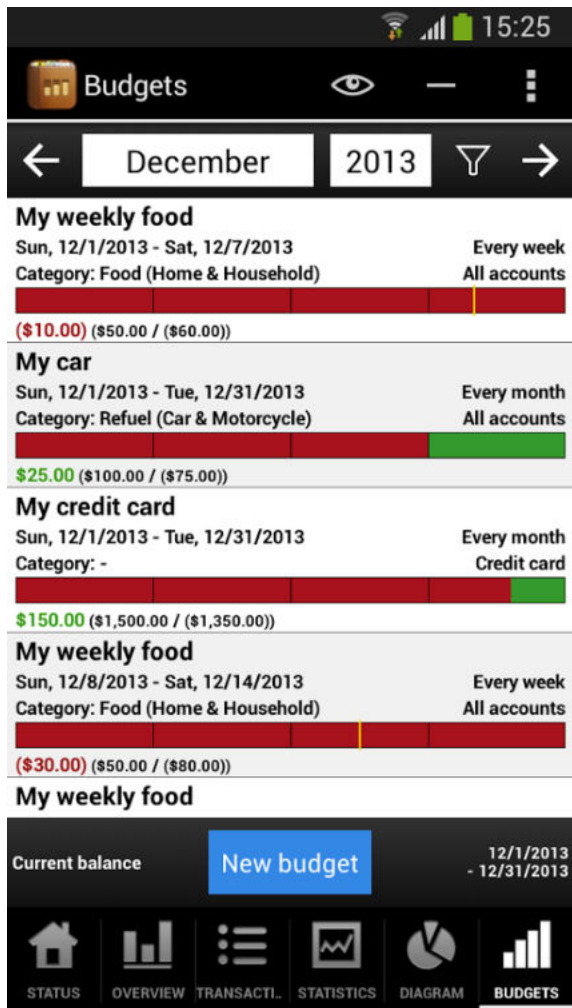 15:25
Budgets
December 2013
My weekly food
Sun, 12/1/2013 - Sat, 12/7/2013 Every week
Category: Food (Home & Household) All accounts
($10.00) ($50.00 / ($60.00))
My car
Sun, 12/1/2013 - Tue, 12/31/2013 Every month
Category: Refuel (Car & Motorcycle) All accounts
$25.00 ($100.00 / ($75.00))
My credit card
Sun, 12/1/2013 - Tue, 12/31/2013 Every month
Category: - Credit card
$150.00 ($1,500.00 / ($1,350.00))
My weekly food
Sun, 12/8/2013 - Sat, 12/14/2013 Every week
Category: Food (Home & Household) All accounts
($30.00) ($50.00 / ($80.00))
My weekly food
Current balance New budget 12/1/2013
- 12/31/2013
STATUS OVERVIEW TRANSACTI.. STATISTICS DIAGRAM BUDGETS